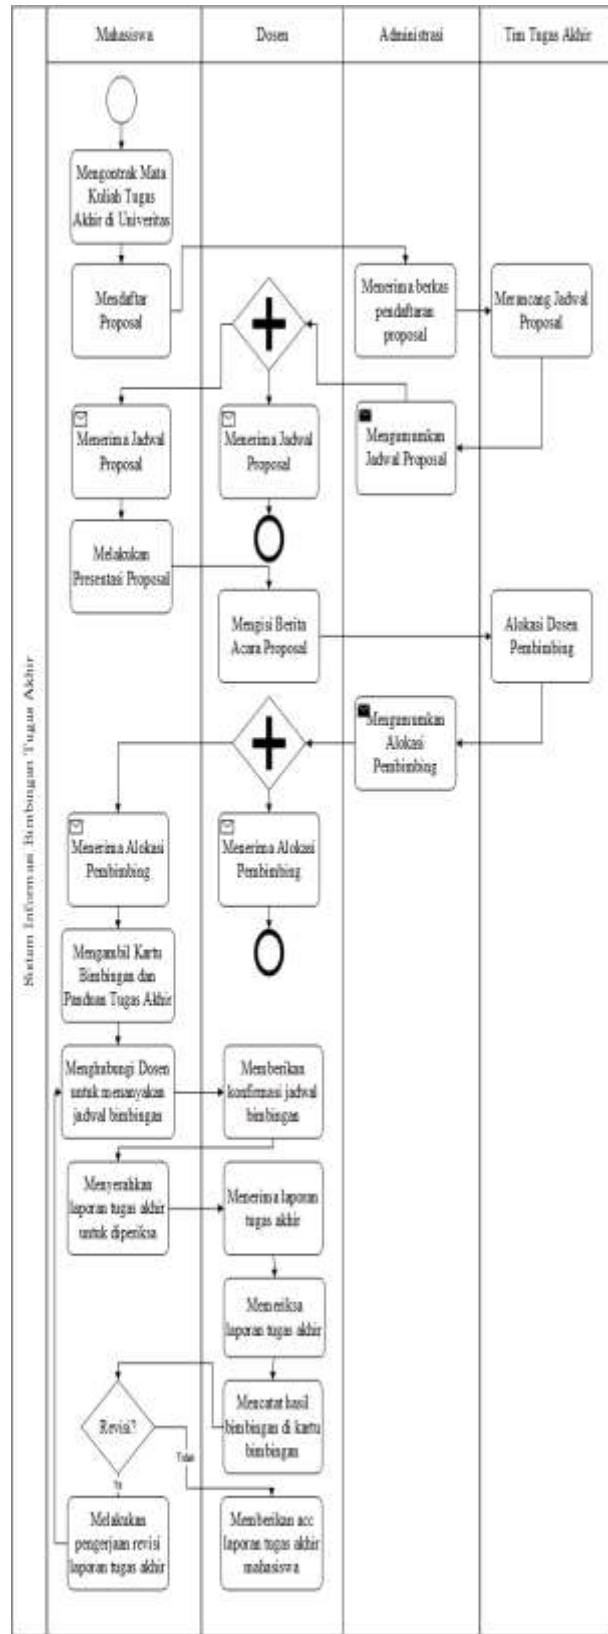 Mahasiswa
Dosen
Administrasi
Tim Tugas Akhir
Sistem Informasi Bimbingan Tugas Akhir
Mengontrak Mata
Kuliah Tugas
Akhir di Univeritas
Mendaftar
Proposal
Menerima berkas
pendaftaran
proposal
Merancang Jadwal
Proposal
Menerima Jadwal
Proposal
Menerima Jadwal
Proposal
Mengumumkan
Jadwal Proposal
Melakukan
Presentasi Proposal
Mengisi Berita
Acara Proposal
Alokasi Dosen
Pembimbing
Mengumumkan
Alokasi
Pembimbing
Menerima Alokasi
Pembimbing
Menerima Alokasi
Pembimbing
Mengambil Kartu
Bimbingan dan
Panduan Tugas Akhir
Menghubungi Dosen
untuk menanyakan
jadwal bimbingan
Memberikan
konfirmasi jadwal
bimbingan
Menyerahkan
laporan tugas akhir
untuk diperiksa
Menerima laporan
tugas akhir
Memeriksa
laporan tugas akhir
Mencatat hasil
bimbingan di kartu
bimbingan
Revisi?
Tidak
Ya
Melakukan
pengerjaan revisi
laporan tugas akhir
Memberikan acc
laporan tugas akhir
mahasiswa